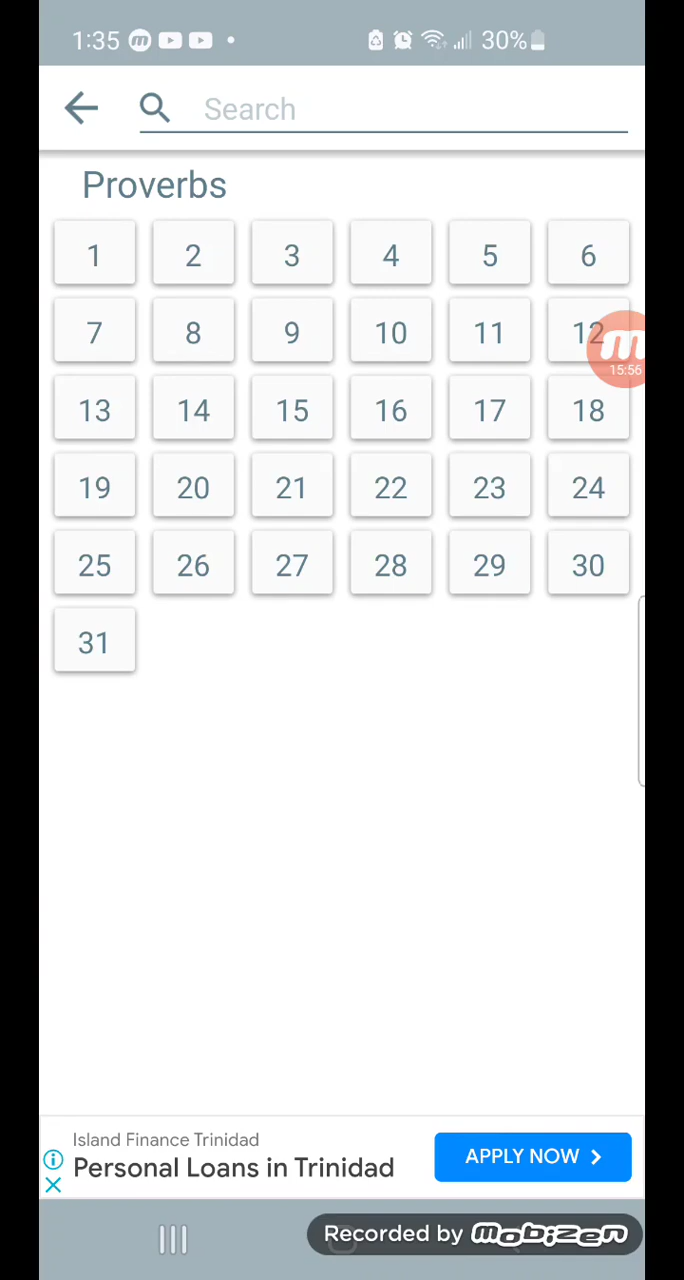 1:35 30%
Search
Proverbs
1 2 3 4 5 6
7 8 9 10 11 12
15:56
13 14 15 16 17 18
19 20 21 22 23 24
25 26 27 28 29 30
31
Island Finance Trinidad
Personal Loans in Trinidad
APPLY NOW
Recorded by mobizen